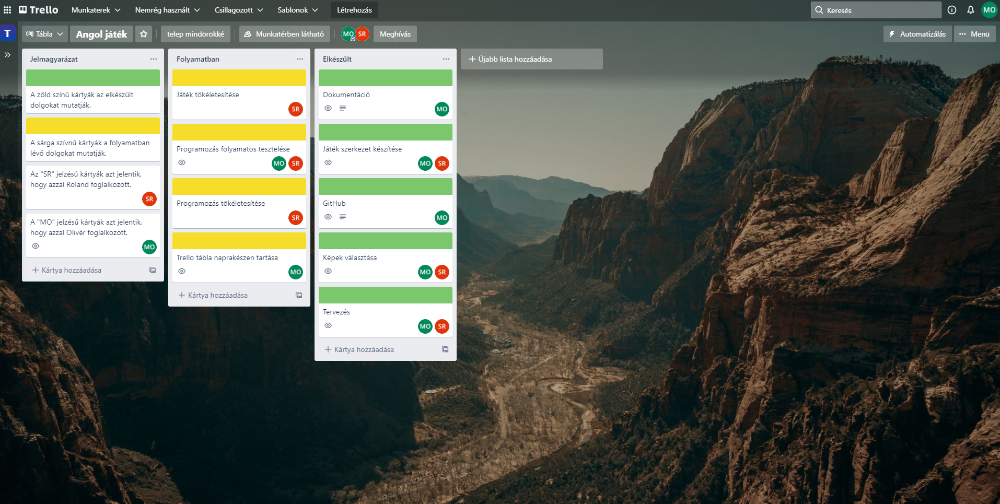 Trello
Munkaterek
Nemrég használt
Csillagozott
Sablonok
Létrehozás
Keresés
MO
T
Tábla
Angol játék
telep mindörökké
Munkatérben látható
MO
SR
Meghívás
Automatizálás
Menü
Jelmagyarázat
A zöld színű kártyák az elkészült
dolgokat mutatják.
A sárga szívnű kártyák a folyamatban
lévő dolgokat mutatják.
Az "SR" jelzésű kártyák azt jelentik,
hogy azzal Roland foglalkozott.
SR
A "MO" jelzésű kártyák azt jelentik,
hogy azzal Olivér foglalkozott.
MO
Kártya hozzáadása
Folyamatban
Játék tökéletesítése
SR
Programozás folyamatos tesztelése
MO SR
Programozás tökéletesítése
SR
Trello tábla naprakészen tartása
MO
Kártya hozzáadása
Elkészült
Dokumentáció
MO
Játék szerkezet készítése
MO SR
GitHub
MO
Képek választása
MO SR
Tervezés
MO SR
Kártya hozzáadása
Újabb lista hozzáadása